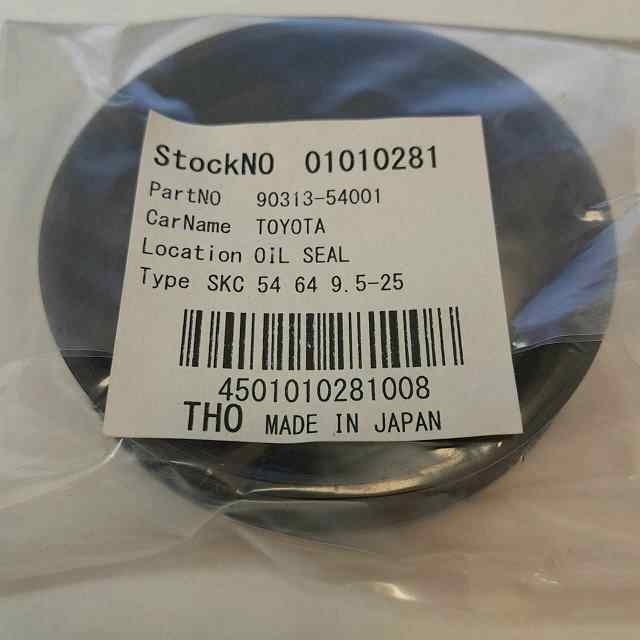 StockNO 01010281
PartNO 90313-54001
CarName TOYOTA
Location OiL SEAL
Type SKC 54 64 9.5-25
4501010281008
THO MADE IN JAPAN